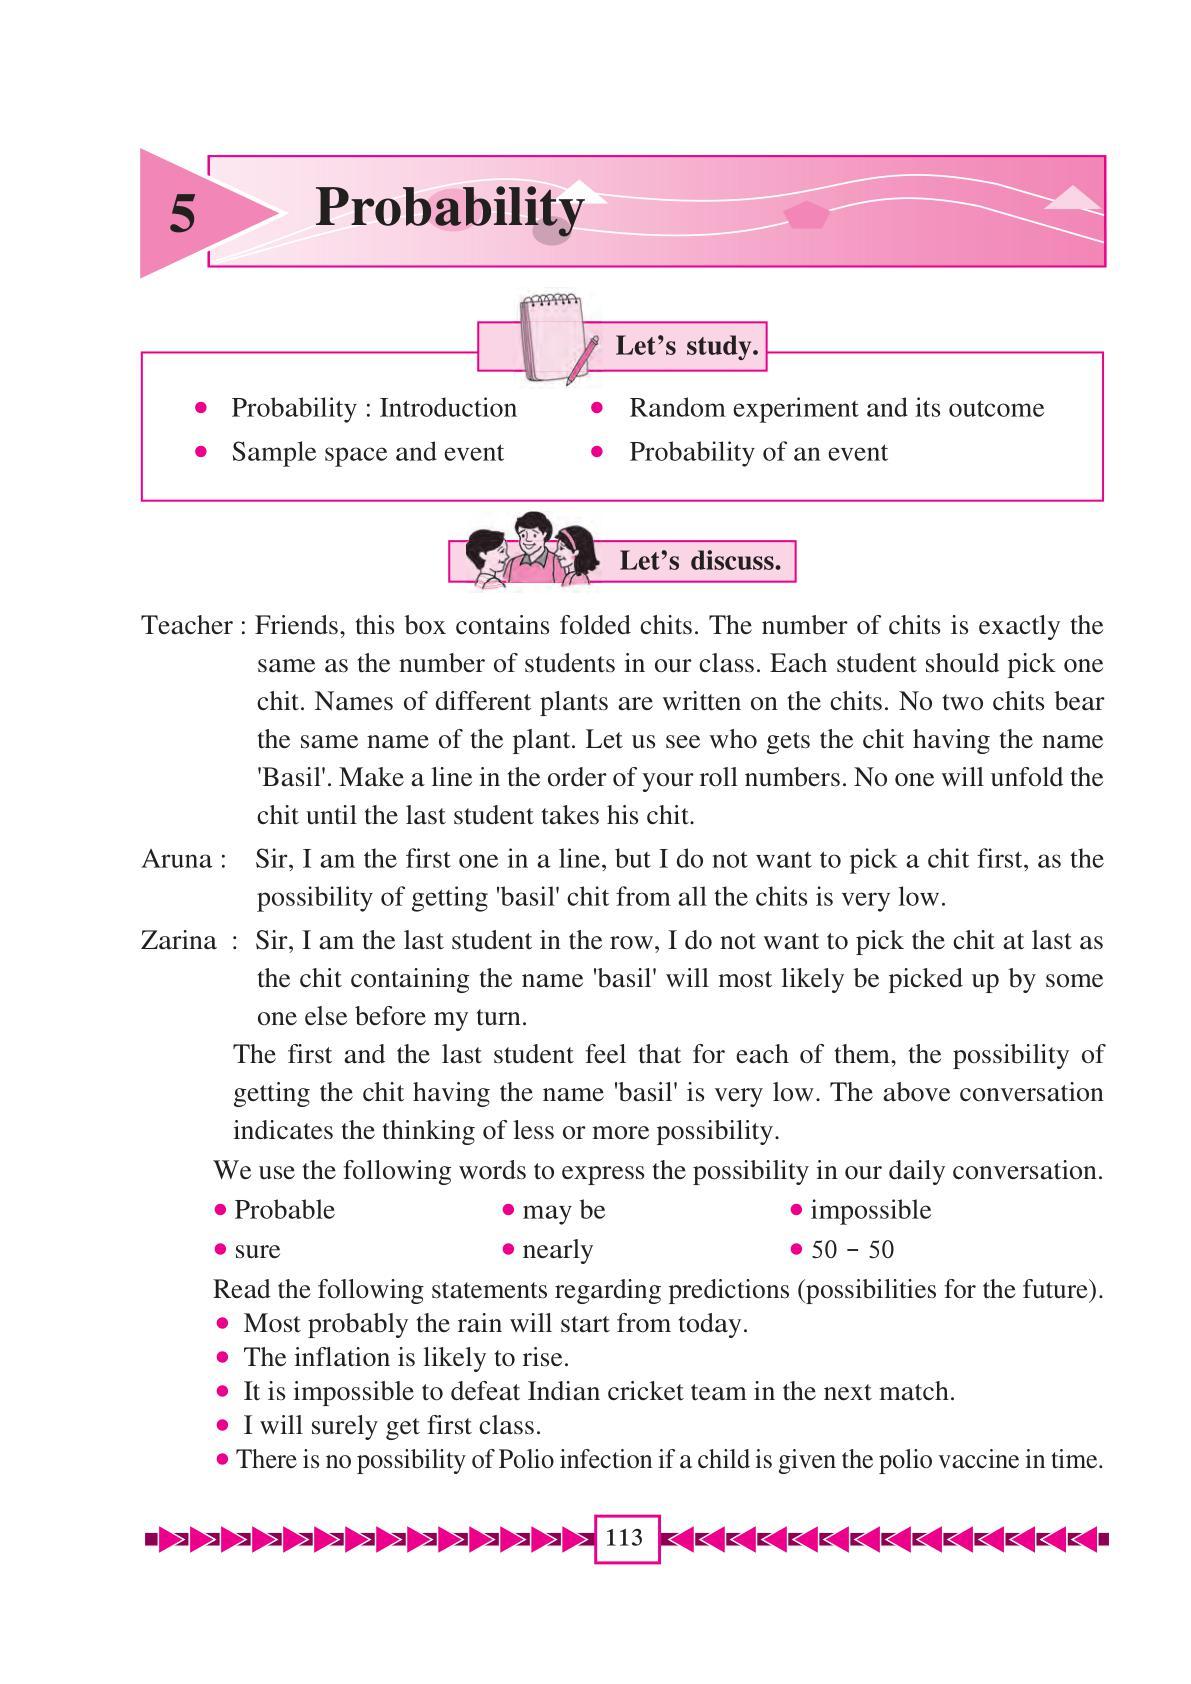 5
Probability
Let's study.
• Probability : Introduction • Random experiment and its outcome
• Sample space and event • Probability of an event
Let's discuss.
Teacher : Friends, this box contains folded chits. The number of chits is exactly the
same as the number of students in our class. Each student should pick one
chit. Names of different plants are written on the chits. No two chits bear
the same name of the plant. Let us see who gets the chit having the name
'Basil'. Make a line in the order of your roll numbers. No one will unfold the
chit until the last student takes his chit.
Aruna : Sir, I am the first one in a line, but I do not want to pick a chit first, as the
possibility of getting 'basil' chit from all the chits is very low.
Zarina : Sir, I am the last student in the row, I do not want to pick the chit at last as
the chit containing the name 'basil' will most likely be picked up by some
one else before my turn.
The first and the last student feel that for each of them, the possibility of
getting the chit having the name 'basil' is very low. The above conversation
indicates the thinking of less or more possibility.
We use the following words to express the possibility in our daily conversation.
• Probable • may be • impossible
• sure • nearly • 50 - 50
Read the following statements regarding predictions (possibilities for the future).
• Most probably the rain will start from today.
• The inflation is likely to rise.
• It is impossible to defeat Indian cricket team in the next match.
• I will surely get first class.
• There is no possibility of Polio infection if a child is given the polio vaccine in time.
113